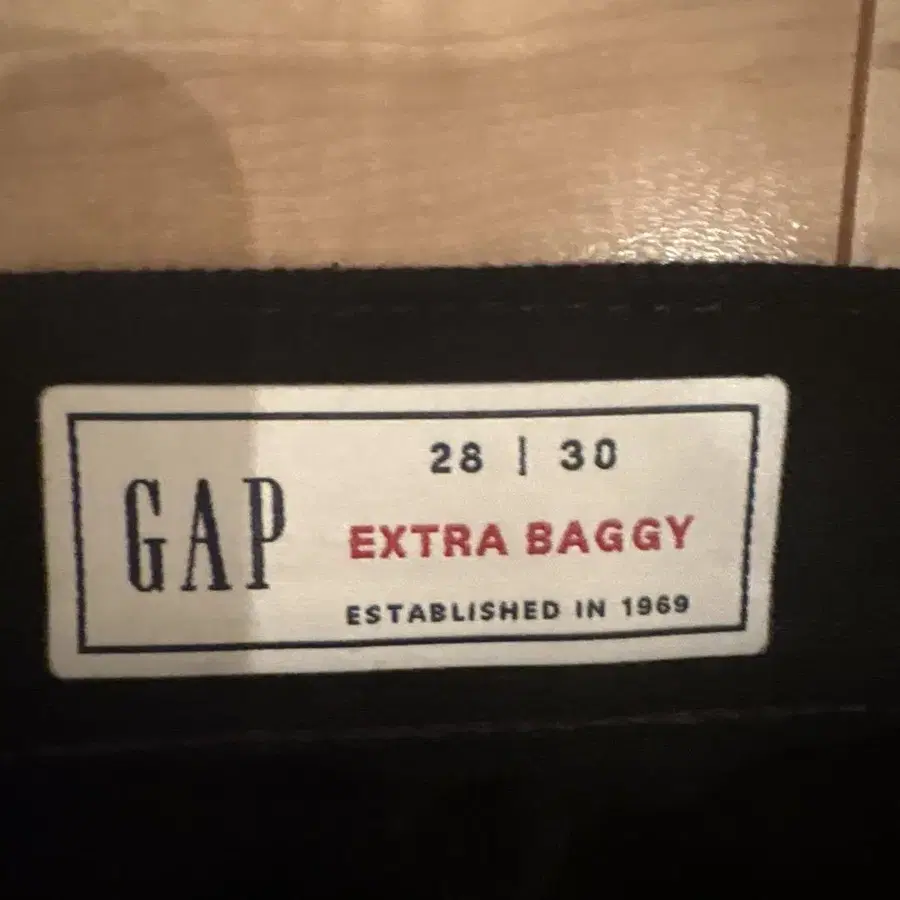 GAP
28 | 30
EXTRA BAGGY
ESTABLISHED IN 1969